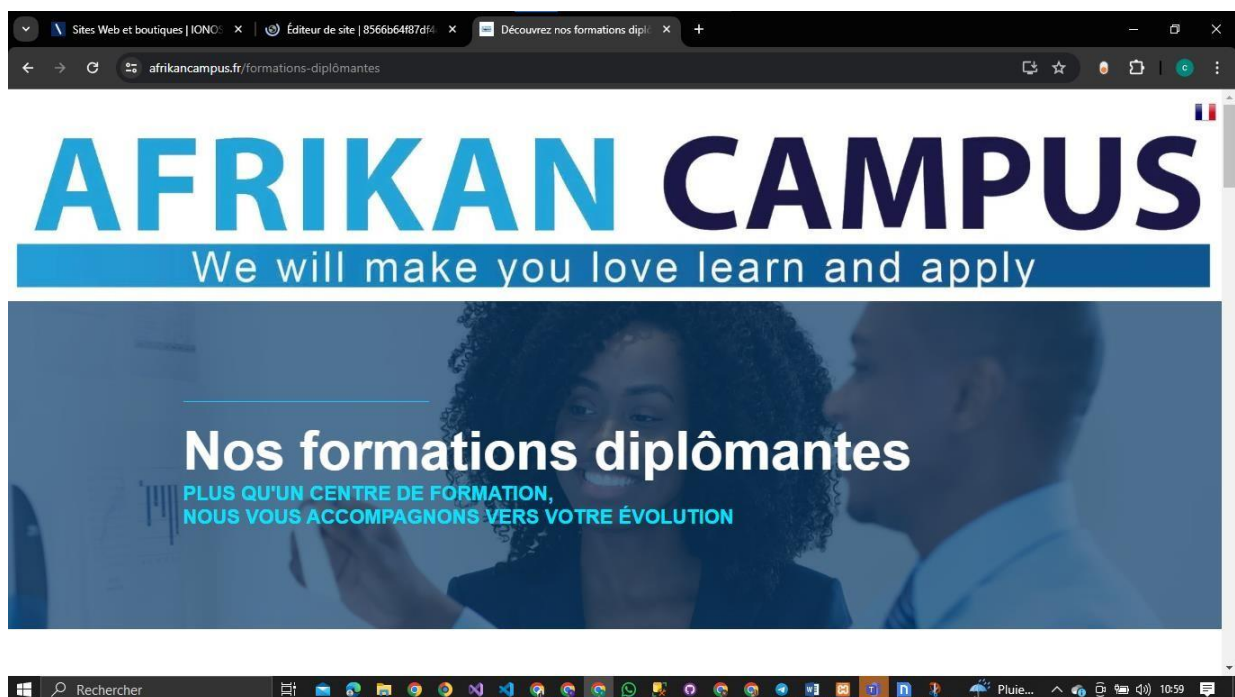 Sites Web et boutiques | IONOS
Éditeur de site | 8566b64f87df4
Découvrez nos formations diplô
afrikancampus.fr/formations-diplômantes
AFRIKAN CAMPUS
We will make you love learn and apply
Nos formations diplômantes
PLUS QU'UN CENTRE DE FORMATION,
NOUS VOUS ACCOMPAGNONS VERS VOTRE ÉVOLUTION
Rechercher
Pluie...
10:59